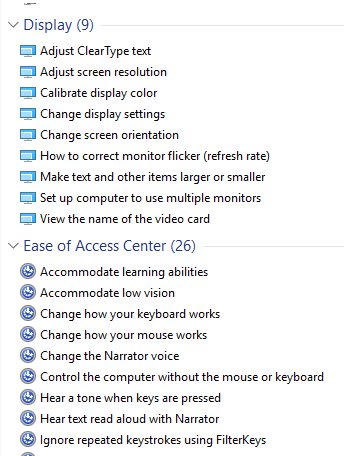 Display (9)
Adjust ClearType text
Adjust screen resolution
Calibrate display color
Change display settings
Change screen orientation
How to correct monitor flicker (refresh rate)
Make text and other items larger or smaller
Set up computer to use multiple monitors
View the name of the video card
Ease of Access Center (26)
Accommodate learning abilities
Accommodate low vision
Change how your keyboard works
Change how your mouse works
Change the Narrator voice
Control the computer without the mouse or keyboard
Hear a tone when keys are pressed
Hear text read aloud with Narrator
Ignore repeated keystrokes using FilterKeys